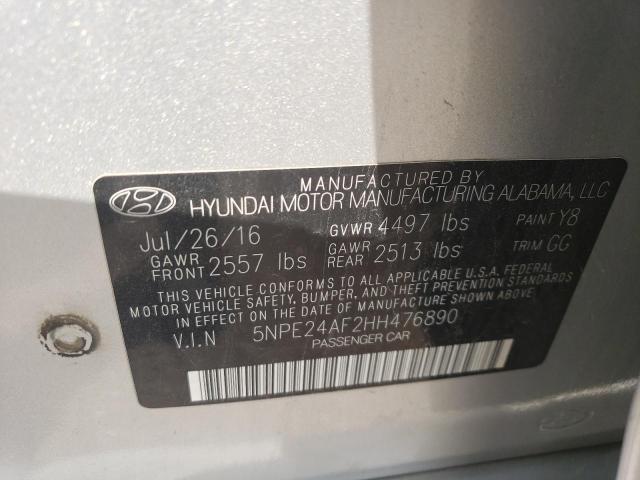 MANUFACTURED BY
HYUNDAI MOTOR MANUFACTURING ALABAMA, LLC
Jul/26/16 GVWR 4497 lbs PAINT Y8
GAWR FRONT 2557 lbs GAWR REAR 2513 lbs TRIM GG
THIS VEHICLE CONFORMS TO ALL APPLICABLE U.S.A. FEDERAL
MOTOR VEHICLE SAFETY, BUMPER, AND THEFT PREVENTION STANDARDS
IN EFFECT ON THE DATE OF MANUFACTURE SHOWN ABOVE.
V.I.N 5NPE24AF2HH476890
PASSENGER CAR